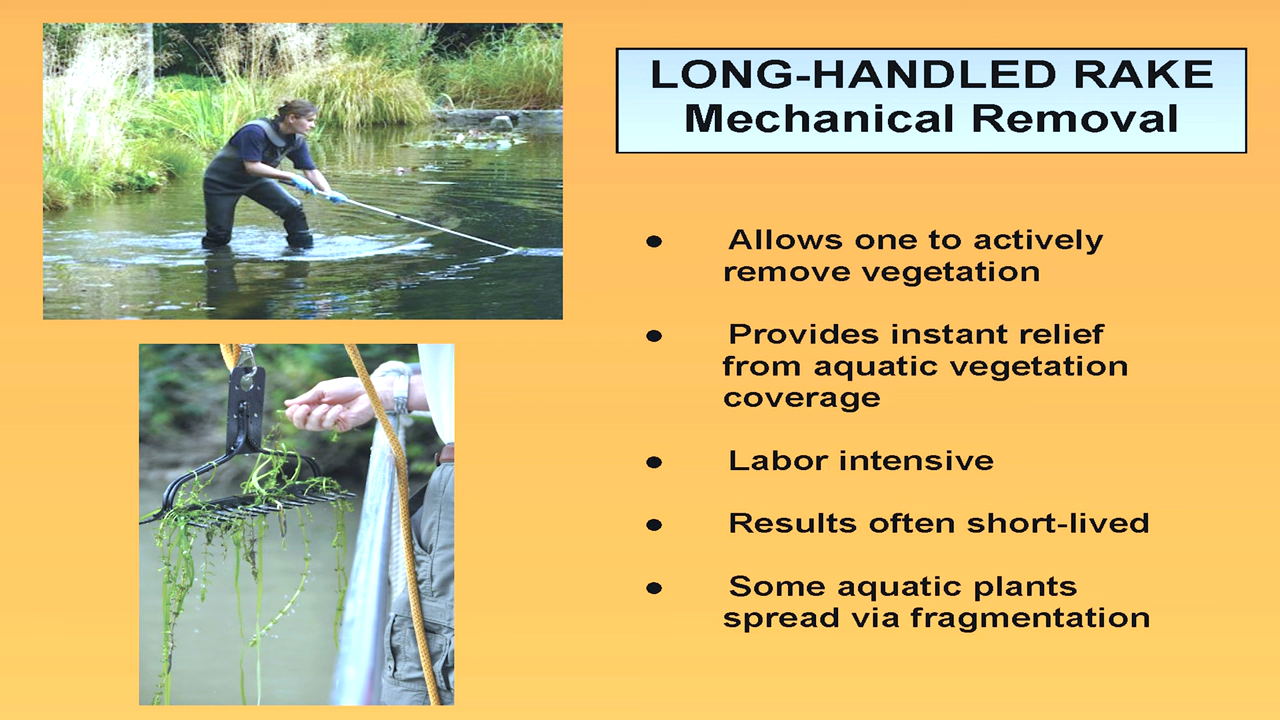 LONG-HANDLED RAKE
Mechanical Removal
● Allows one to actively
remove vegetation
● Provides instant relief
from aquatic vegetation
coverage
● Labor intensive
● Results often short-lived
● Some aquatic plants
spread via fragmentation